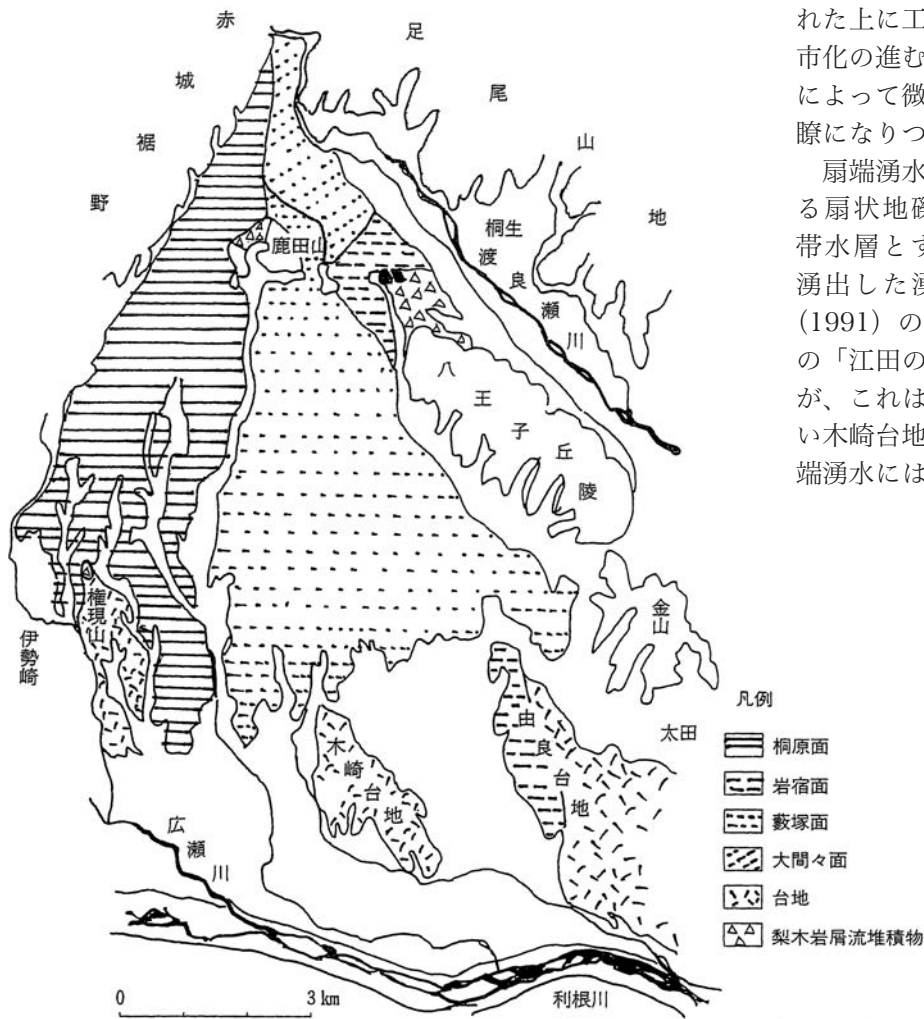 赤城裾野
足尾山地
桐生
渡良瀬川
鹿田山
八王子丘陵
金山
太田
権現山
伊勢崎
木崎台地
由良台地
広瀬川
利根川
0 3 km
凡例
桐原面
岩宿面
藪塚面
大間々面
台地
梨木岩屑流堆積物
れた上に工
市化の進む
によって微
瞭になりつ
扇端湧水
る扇状地礫
帯水層とす
湧出した湧
(1991) の
の「江田の
が、これは
い木崎台地
端湧水には